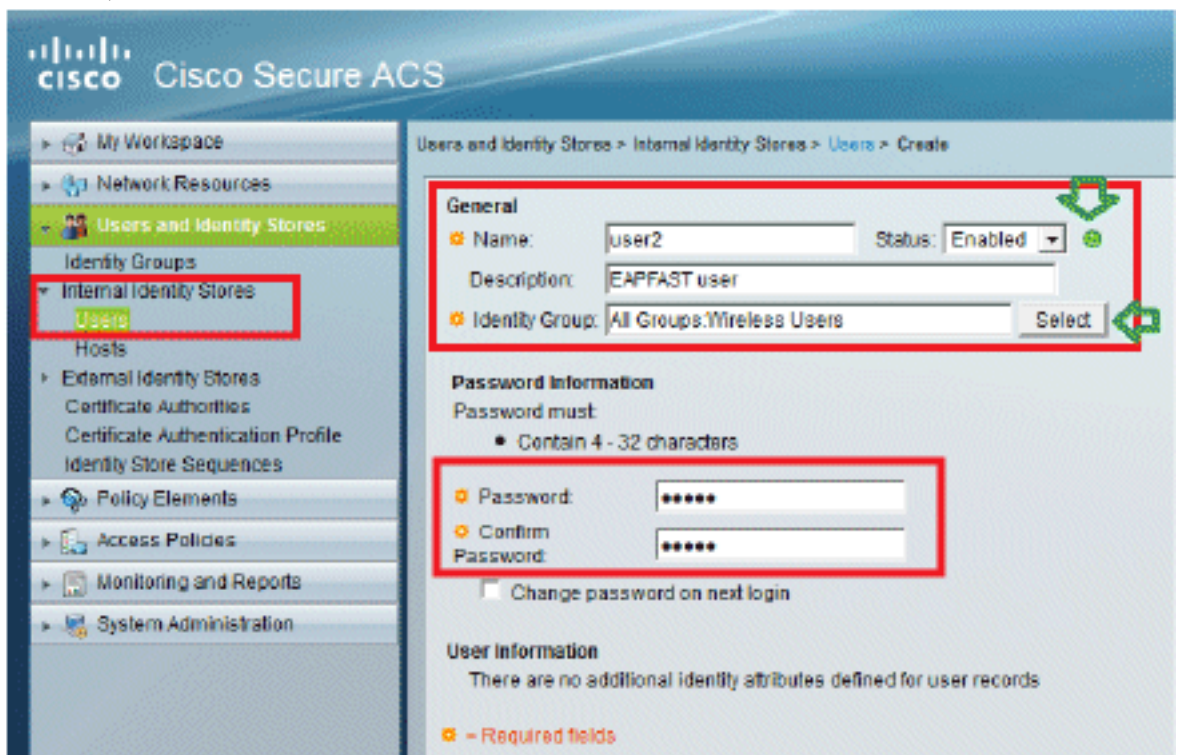 CISCO Cisco Secure ACS
My Workspace
Network Resources
Users and Identity Stores
Identity Groups
Internal Identity Stores
Users
Hosts
External Identity Stores
Certificate Authorities
Certificate Authentication Profile
Identity Store Sequences
Policy Elements
Access Policies
Monitoring and Reports
System Administration
Users and Identity Stores > Internal Identity Stores > Users > Create
General
Name: user2 Status: Enabled
Description: EAPFAST user
Identity Group: All Groups:Wireless Users Select
Password Information
Password must:
• Contain 4 - 32 characters
Password: •••••
Confirm
Password: •••••
Change password on next login
User Information
There are no additional identity attributes defined for user records
= Required fields